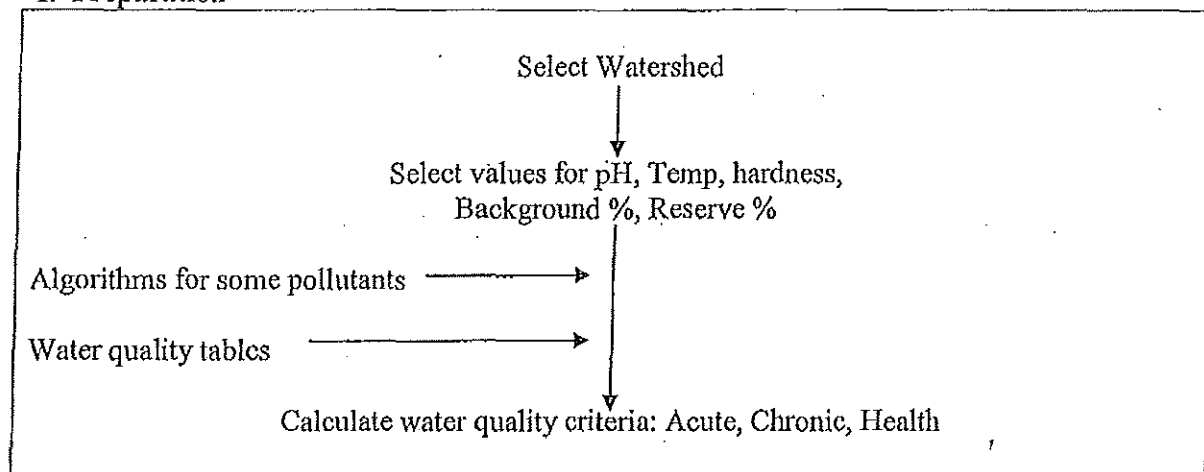 Select Watershed
Select values for pH, Temp, hardness,
Background %, Reserve %
Algorithms for some pollutants
Water quality tables
Calculate water quality criteria: Acute, Chronic, Health